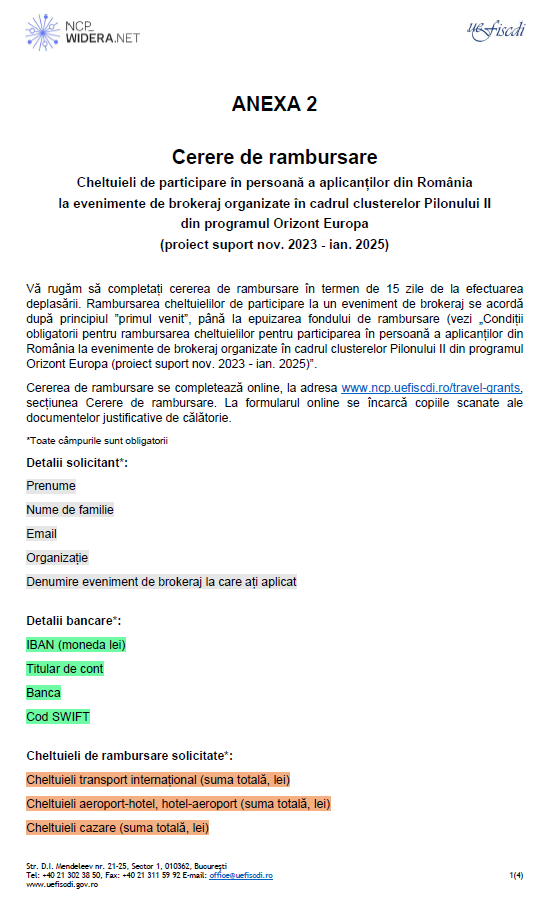 NCP_
WIDERA.NET
uefiscdi
ANEXA 2
Cerere de rambursare
Cheltuieli de participare în persoană a aplicanților din România
la evenimente de brokeraj organizate în cadrul clusterelor Pilonului II
din programul Orizont Europa
(proiect suport nov. 2023 - ian. 2025)
Vă rugăm să completați cererea de rambursare în termen de 15 zile de la efectuarea
deplasării. Rambursarea cheltuielilor de participare la un eveniment de brokeraj se acordă
după principiul ”primul venit”, până la epuizarea fondului de rambursare (vezi „Condiții
obligatorii pentru rambursarea cheltuielilor pentru participarea în persoană a aplicanților din
România la evenimente de brokeraj organizate în cadrul clusterelor Pilonului II din programul
Orizont Europa (proiect suport nov. 2023 - ian. 2025)”.
Cererea de rambursare se completează online, la adresa www.ncp.uefiscdi.ro/travel-grants,
secțiunea Cerere de rambursare. La formularul online se încarcă copiile scanate ale
documentelor justificative de călătorie.
*Toate câmpurile sunt obligatorii
Detalii solicitant*:
Prenume
Nume de familie
Email
Organizație
Denumire eveniment de brokeraj la care ați aplicat
Detalii bancare*:
IBAN (moneda lei)
Titular de cont
Banca
Cod SWIFT
Cheltuieli de rambursare solicitate*:
Cheltuieli transport internațional (suma totală, lei)
Cheltuieli aeroport-hotel, hotel-aeroport (suma totală, lei)
Cheltuieli cazare (suma totală, lei)
Str. D.I. Mendeleev nr. 21-25, Sector 1, 010362, București
Tel: +40 21 302 38 50, Fax: +40 21 311 59 92 E-mail: office@uefiscdi.ro
1(4)
www.uefiscdi.gov.ro